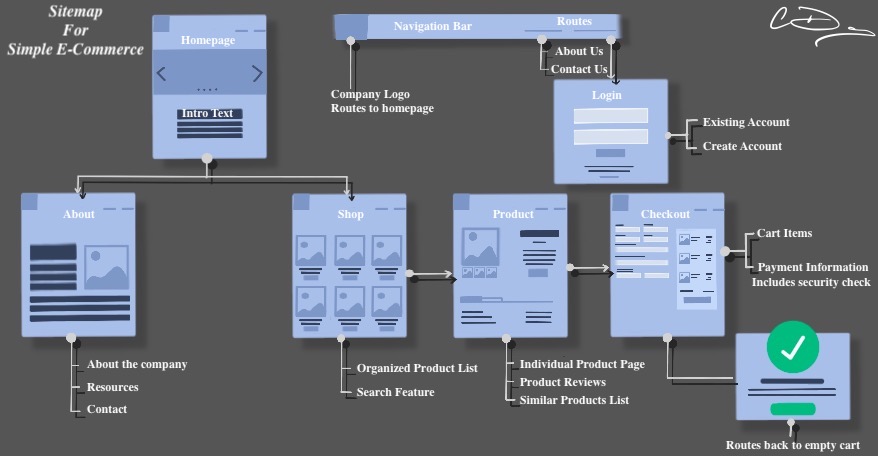 Sitemap
For
Simple E-Commerce
Homepage
Intro Text
Navigation Bar
Routes
About Us
Contact Us
Company Logo
Routes to homepage
Login
Existing Account
Create Account
About
About the company
Resources
Contact
Shop
Organized Product List
Search Feature
Product
Individual Product Page
Product Reviews
Similar Products List
Checkout
Cart Items
Payment Information
Includes security check
Routes back to empty cart